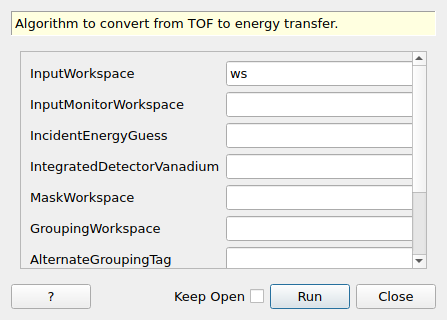 Algorithm to convert from TOF to energy transfer.
InputWorkspace ws
InputMonitorWorkspace
IncidentEnergyGuess
IntegratedDetectorVanadium
MaskWorkspace
GroupingWorkspace
AlternateGroupingTag
? Keep Open Run Close